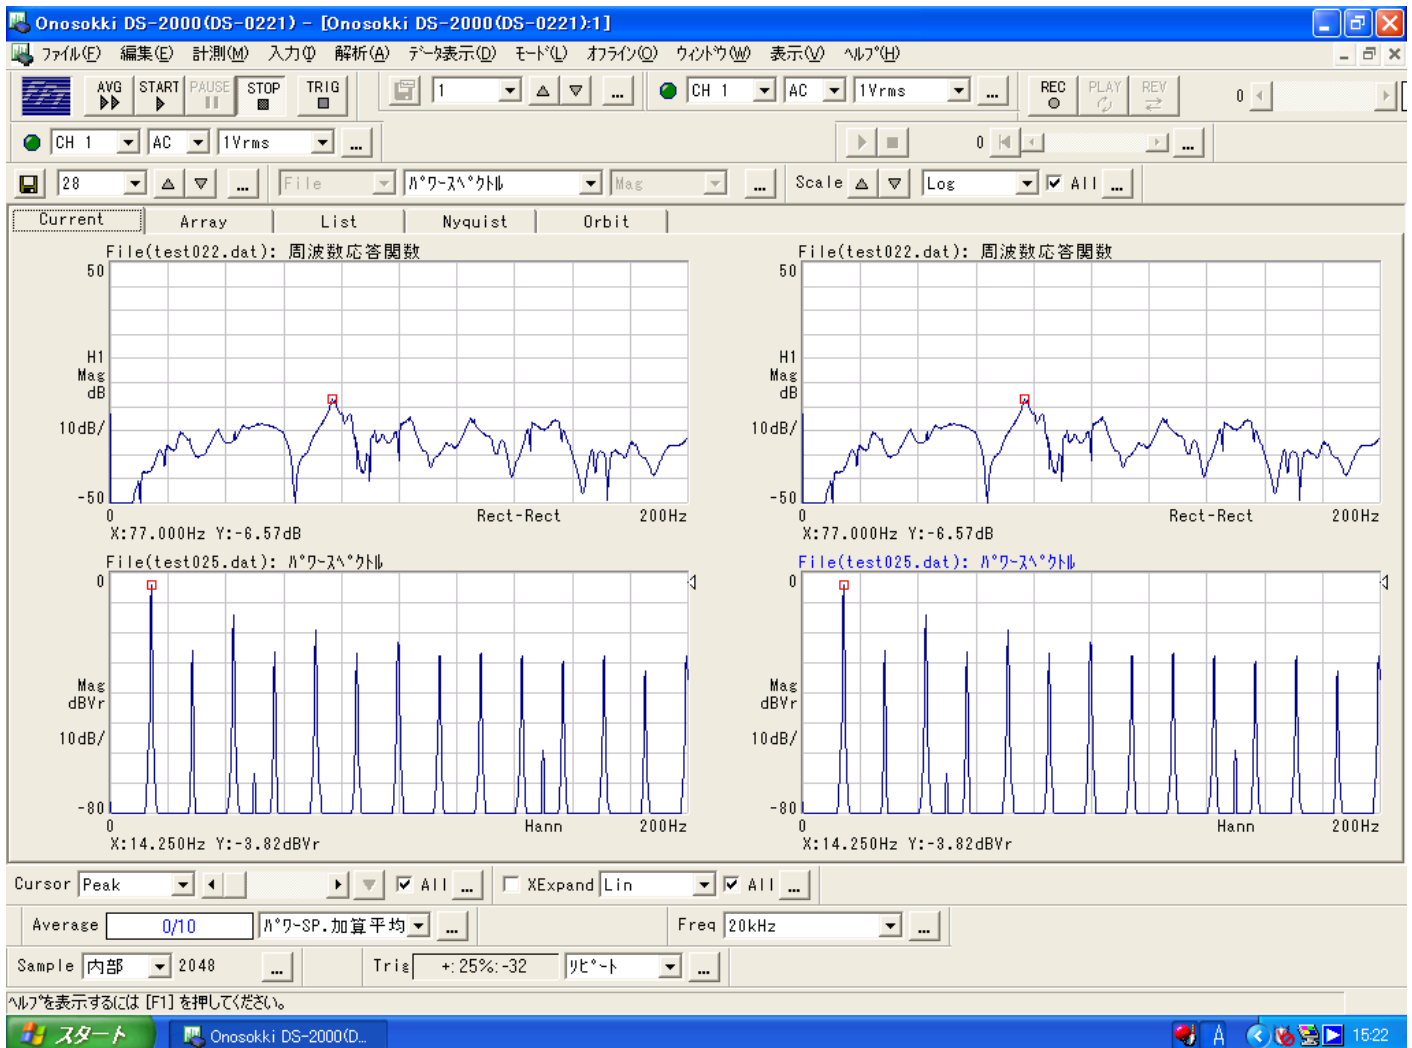 Onosokki DS-2000(DS-0221) - [Onosokki DS-2000(DS-0221):1]
ファイル(F) 編集(E) 計測(M) 入力(I) 解析(A) データ表示(D) モード(L) オフライン(O) ウィンドウ(W) 表示(V) ヘルプ(H)
AVG START PAUSE STOP TRIG 1 ... CH 1 AC 1Vrms ... REC PLAY REV 0
CH 1 AC 1Vrms ... 0 ...
28 ... File パワースペクトル Mag ... Scale Log All ...
Current Array List Nyquist Orbit
File(test022.dat): 周波数応答関数
50
H1
Mag
dB
10dB/
-50
0 Rect-Rect 200Hz
X:77.000Hz Y:-6.57dB
File(test022.dat): 周波数応答関数
50
H1
Mag
dB
10dB/
-50
0 Rect-Rect 200Hz
X:77.000Hz Y:-6.57dB
File(test025.dat): パワースペクトル
0
Mag
dBVr
10dB/
-80
0 Hann 200Hz
X:14.250Hz Y:-3.82dBVr
File(test025.dat): パワースペクトル
0
Mag
dBVr
10dB/
-80
0 Hann 200Hz
X:14.250Hz Y:-3.82dBVr
Cursor Peak All ... XExpand Lin All ...
Average 0/10 パワーSP.加算平均 ... Freq 20kHz ...
Sample 内部 2048 ... Trig +:25%:-32 リピート ...
ヘルプを表示するには [F1] を押してください。
スタート Onosokki DS-2000(D... A 15:22